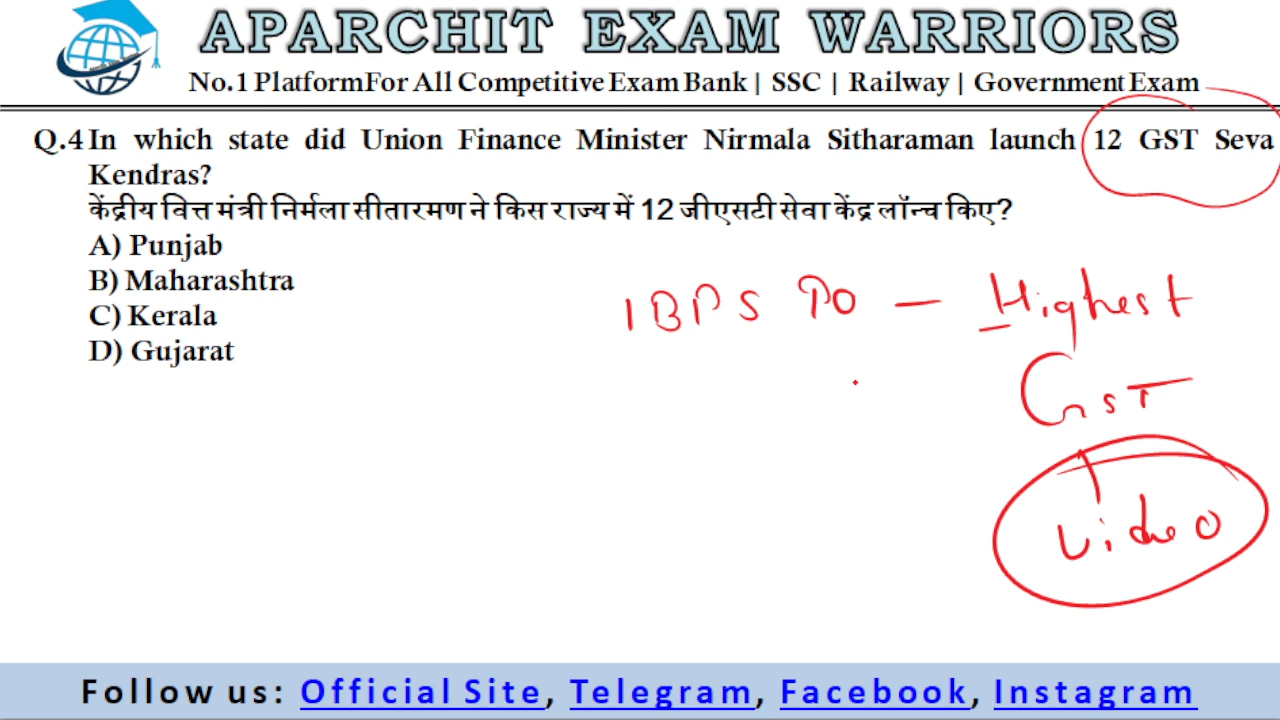 APARCHIT EXAM WARRIORS
No.1 PlatformFor All Competitive Exam Bank | SSC | Railway | Government Exam
Q.4 In which state did Union Finance Minister Nirmala Sitharaman launch 12 GST Seva
Kendras?
केंद्रीय वित्त मंत्री निर्मला सीतारमण ने किस राज्य में 12 जीएसटी सेवा केंद्र लॉन्च किए?
A) Punjab
B) Maharashtra
C) Kerala
D) Gujarat
IBPS PO – Highest
GST
video
Follow us: Official Site, Telegram, Facebook, Instagram